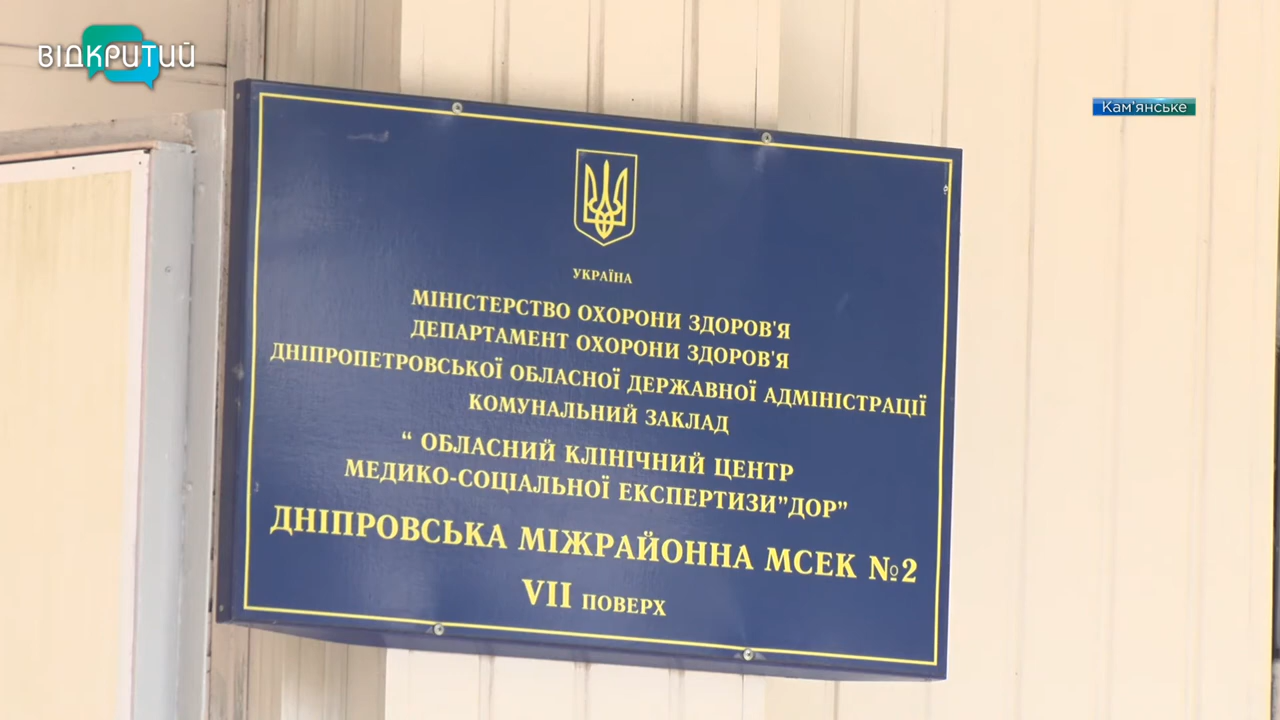 ВІДКРИТИЙ
Кам'янське
УКРАЇНА
МІНІСТЕРСТВО ОХОРОНИ ЗДОРОВ'Я
ДЕПАРТАМЕНТ ОХОРОНИ ЗДОРОВ'Я
ДНІПРОПЕТРОВСЬКОЇ ОБЛАСНОЇ ДЕРЖАВНОЇ АДМІНІСТРАЦІЇ
КОМУНАЛЬНИЙ ЗАКЛАД
“ ОБЛАСНИЙ КЛІНІЧНИЙ ЦЕНТР
МЕДИКО-СОЦІАЛЬНОЇ ЕКСПЕРТИЗИ”ДОР”
ДНІПРОВСЬКА МІЖРАЙОННА МСЕК №2
VII ПОВЕРХ